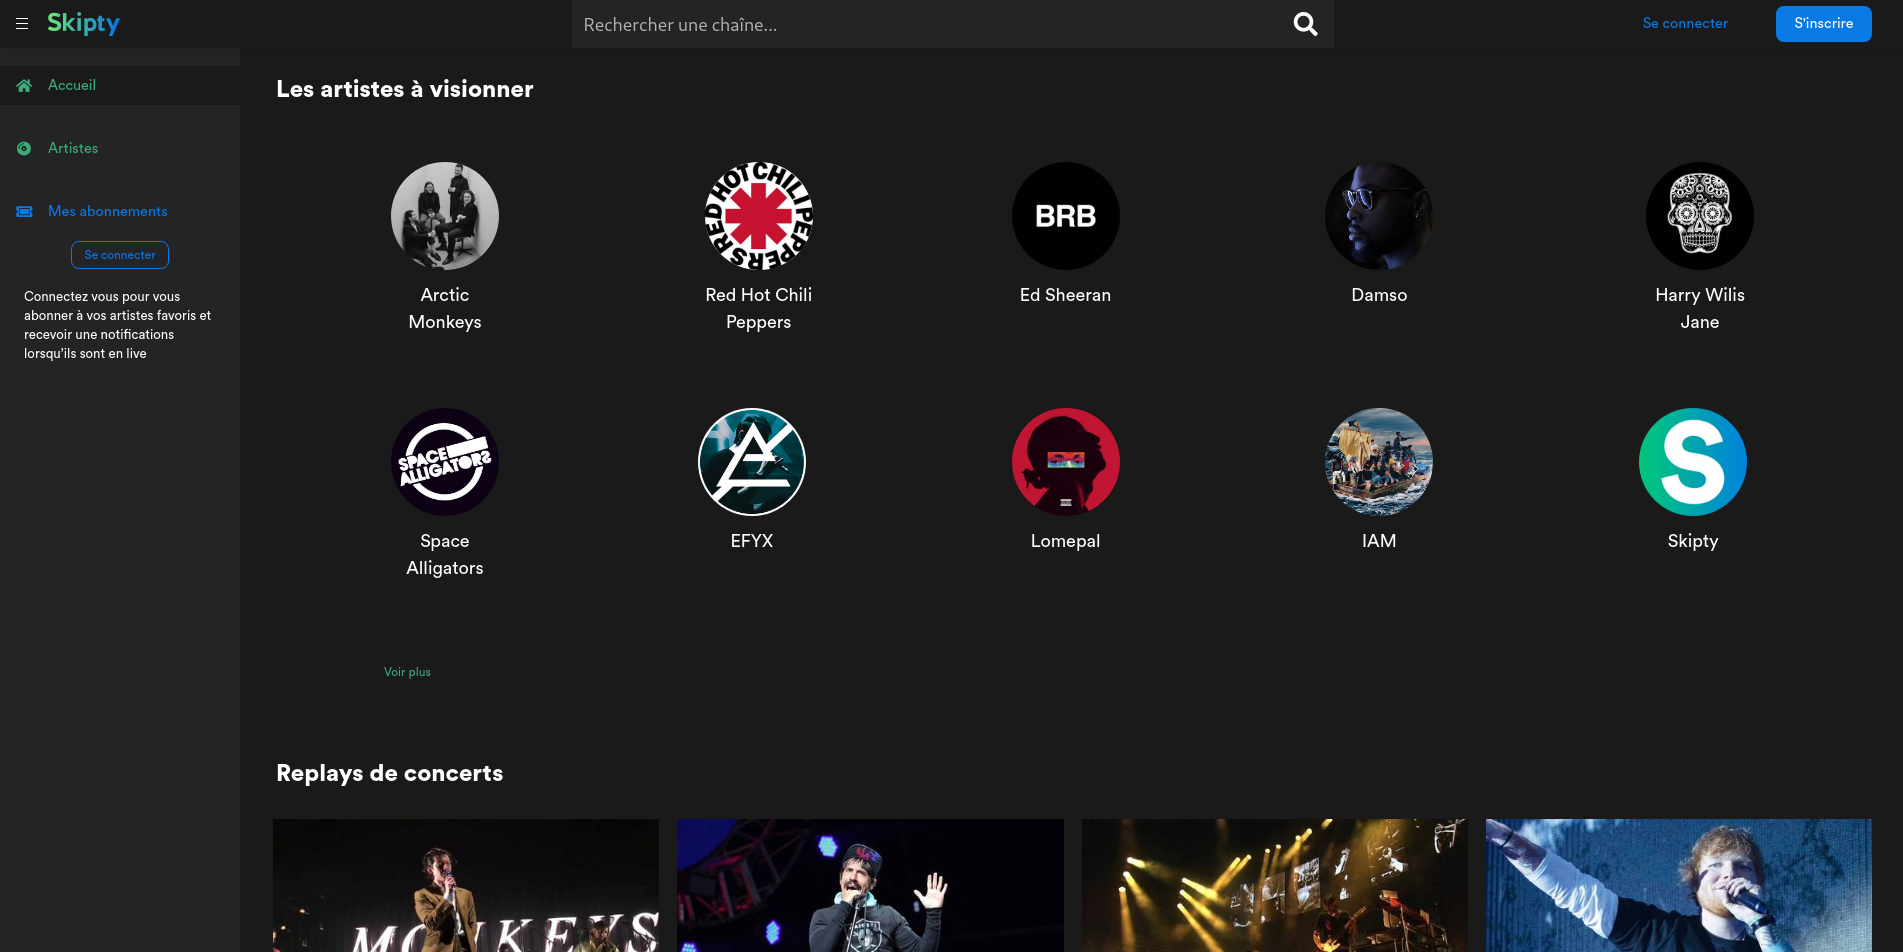 Skipty
Rechercher une chaîne...
Se connecter
S'inscrire
Accueil
Artistes
Mes abonnements
Se connecter
Connectez vous pour vous
abonner à vos artistes favoris et
recevoir une notifications
lorsqu'ils sont en live
Les artistes à visionner
RED HOT CHILI PEPPERS
BRB
Arctic
Monkeys
Red Hot Chili
Peppers
Ed Sheeran
Damso
Harry Wilis
Jane
SPACE
ALLIGATORS
S
Space
Alligators
EFYX
Lomepal
IAM
Skipty
Voir plus
Replays de concerts
MONKEYS